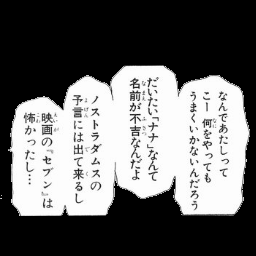 なんであたしって
こー何をやっても
うまくいかないんだろう
だいたい「ナナ」なんて
名前が不吉なんだよ
ノストラダムスの
予言には出て来るし
映画の『セブン』は
怖かったし…